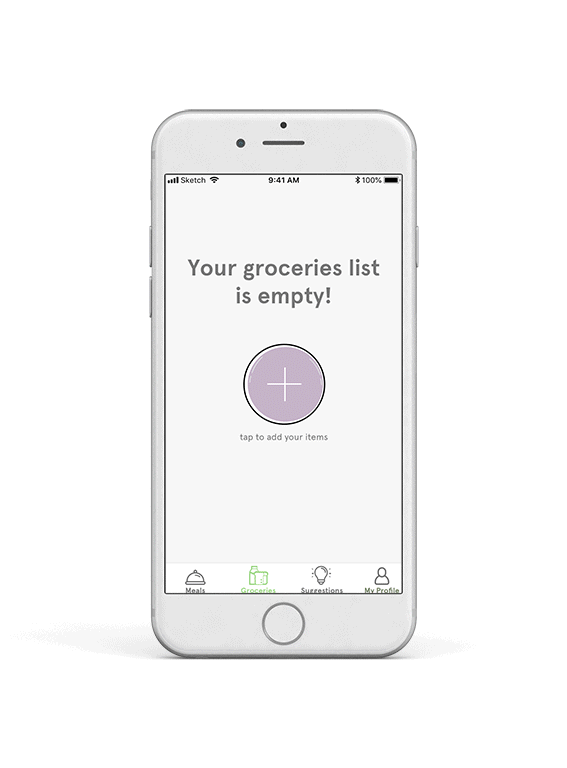 Sketch 9:41 AM 100%
Your groceries list
is empty!
tap to add your items
Meals Groceries Suggestions My Profile